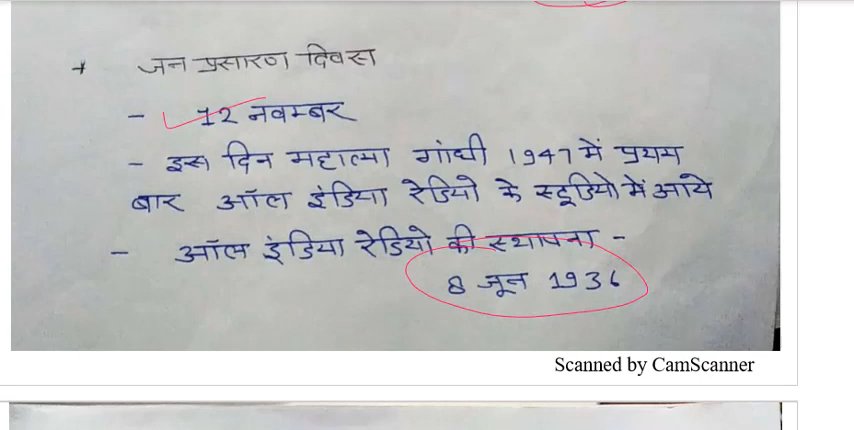 + जन प्रसारण दिवस
- 12 नवम्बर
- इस दिन महात्मा गांधी 1947 में प्रथम
बार ऑल इंडिया रेडियो के स्टूडियो में आये
- ऑल इंडिया रेडियो की स्थापना -
8 जून 1936
Scanned by CamScanner